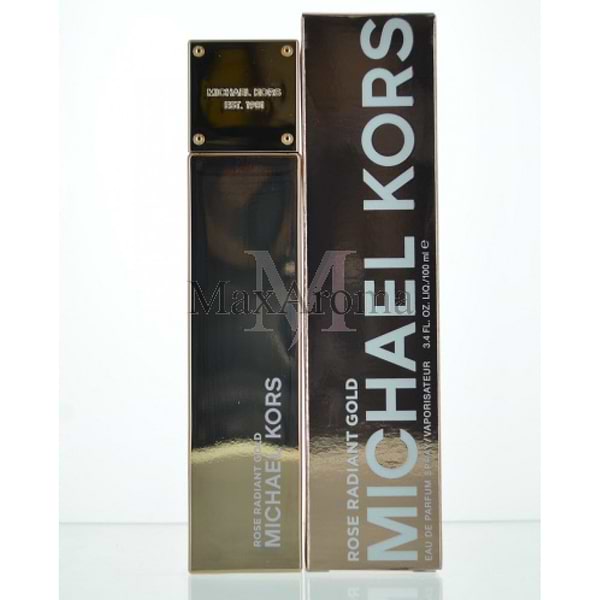 MICHAEL KORS
EST. 1981
ROSE RADIANT GOLD
MICHAEL KORS
ROSE RADIANT GOLD
MICHAEL KORS
EAU DE PARFUM SPRAY/VAPORISATEUR 3.4 FL. OZ. LIQ./100 ml ℮
M
MaxAroma